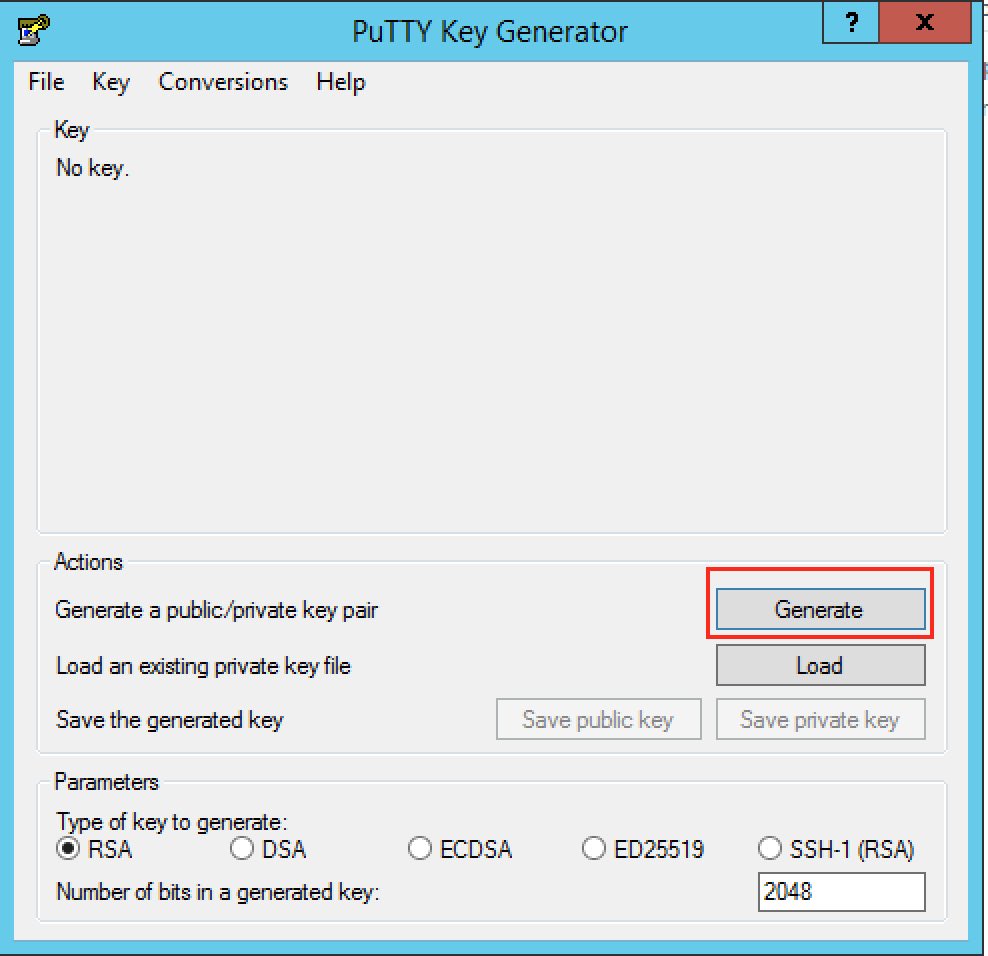 PuTTY Key Generator ? X
File Key Conversions Help
Key
No key.
Actions
Generate a public/private key pair Generate
Load an existing private key file Load
Save the generated key Save public key Save private key
Parameters
Type of key to generate:
RSA DSA ECDSA ED25519 SSH-1 (RSA)
Number of bits in a generated key: 2048